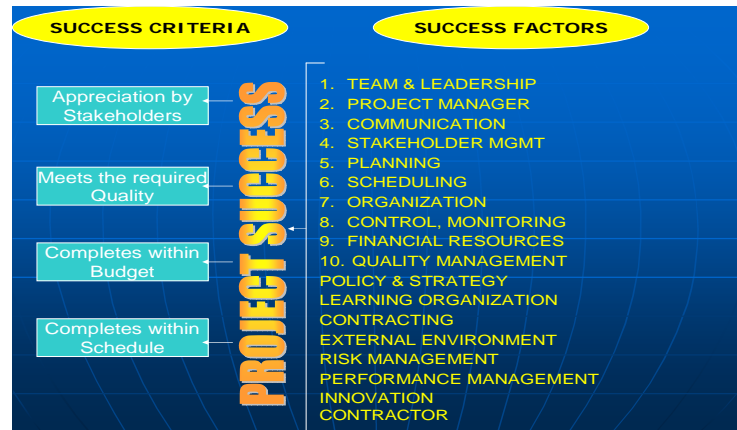 SUCCESS CRITERIA
SUCCESS FACTORS
Appreciation by
Stakeholders
Meets the required
Quality
Completes within
Budget
Completes within
Schedule
PROJECT SUCCESS
1. TEAM & LEADERSHIP
2. PROJECT MANAGER
3. COMMUNICATION
4. STAKEHOLDER MGMT
5. PLANNING
6. SCHEDULING
7. ORGANIZATION
8. CONTROL, MONITORING
9. FINANCIAL RESOURCES
10. QUALITY MANAGEMENT
POLICY & STRATEGY
LEARNING ORGANIZATION
CONTRACTING
EXTERNAL ENVIRONMENT
RISK MANAGEMENT
PERFORMANCE MANAGEMENT
INNOVATION
CONTRACTOR